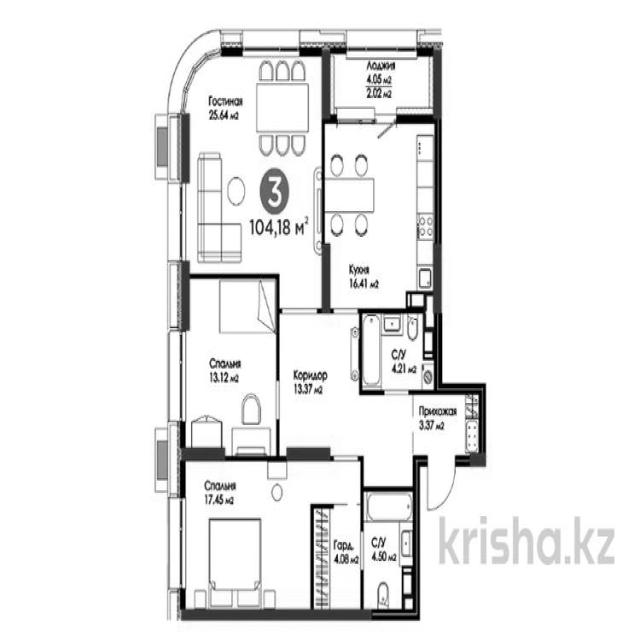 Лоджия
4.05 м2
2.02 м2
Гостиная
25.64 м2
3
104,18 м2
Кухня
16.41 м2
Спальня
13.12 м2
Коридор
13.37 м2
С/У
4.21 м2
Прихожая
3.37 м2
Спальня
17.45 м2
Гард.
4.08 м2
С/У
4.50 м2
krisha.kz